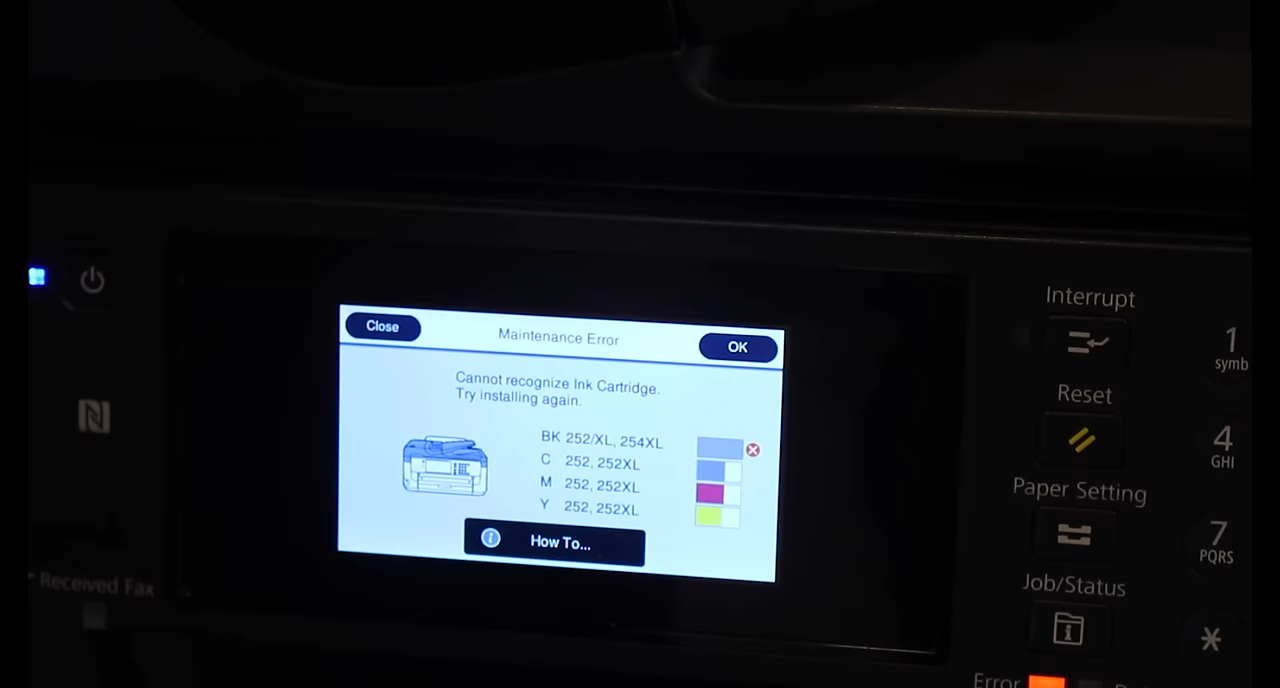 Close
Maintenance Error
OK
Cannot recognize Ink Cartridge.
Try installing again.
BK 252/XL, 254XL
C 252, 252XL
M 252, 252XL
Y 252, 252XL
i How To...
Received Fax
Interrupt
Reset
Paper Setting
Job/Status
i
Error
1
symb
4
GHI
7
PQRS
*